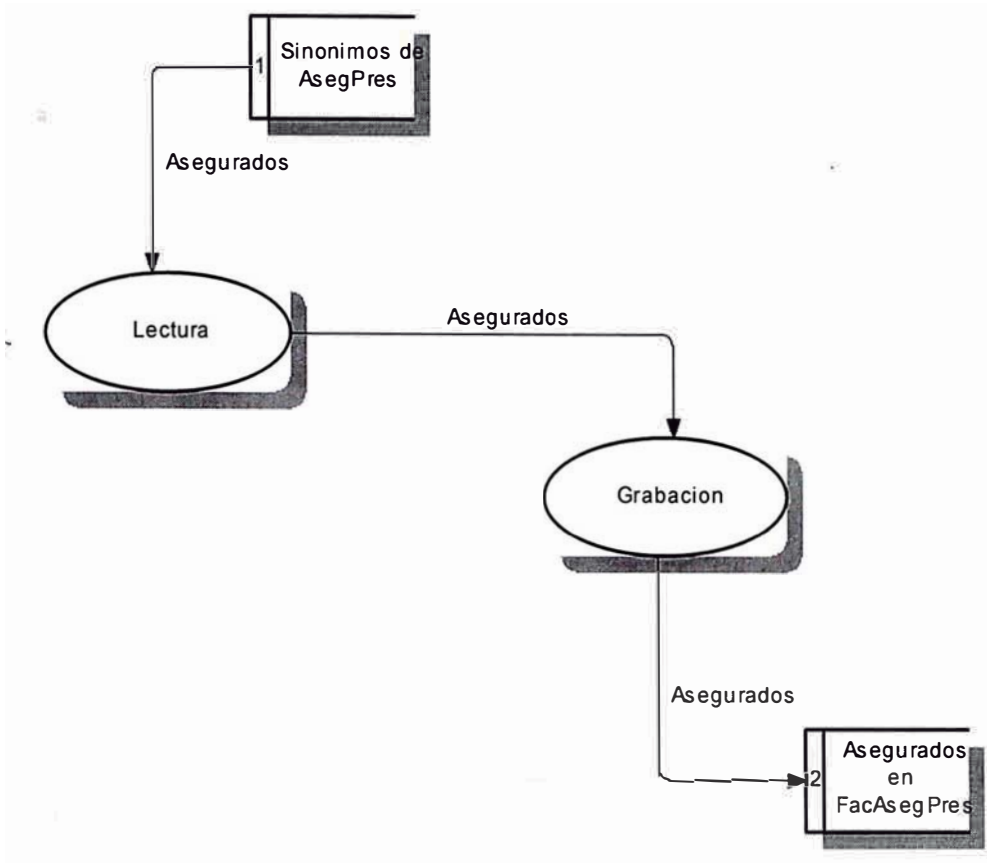 1
Sinonimos de
AsegPres
Asegurados
Lectura
Asegurados
Grabacion
Asegurados
2
Asegurados
en
FacAsegPres